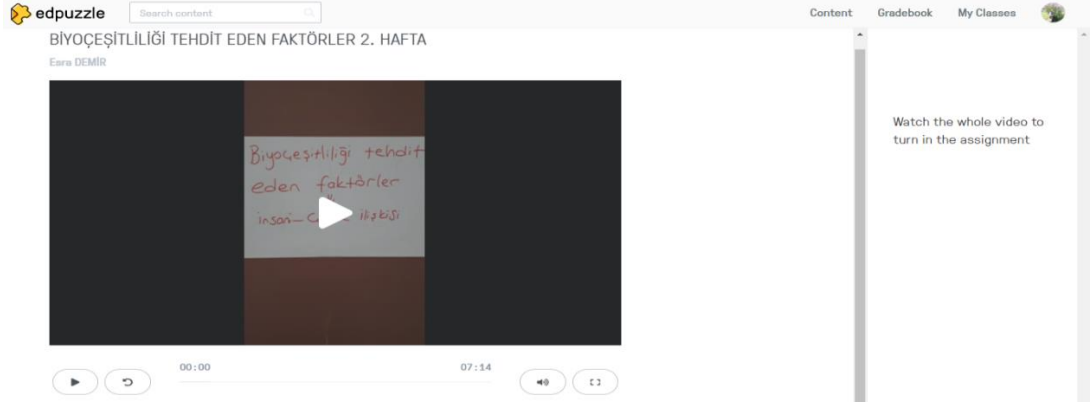 edpuzzle
Search content
Content
Gradebook
My Classes
BİYOÇEŞİTLİLİĞİ TEHDİT EDEN FAKTÖRLER 2. HAFTA
Esra DEMİR
Biyoçeşitliliği tehdit
eden faktörler
insan- ilişkisi
00:00
07:14
Watch the whole video to
turn in the assignment